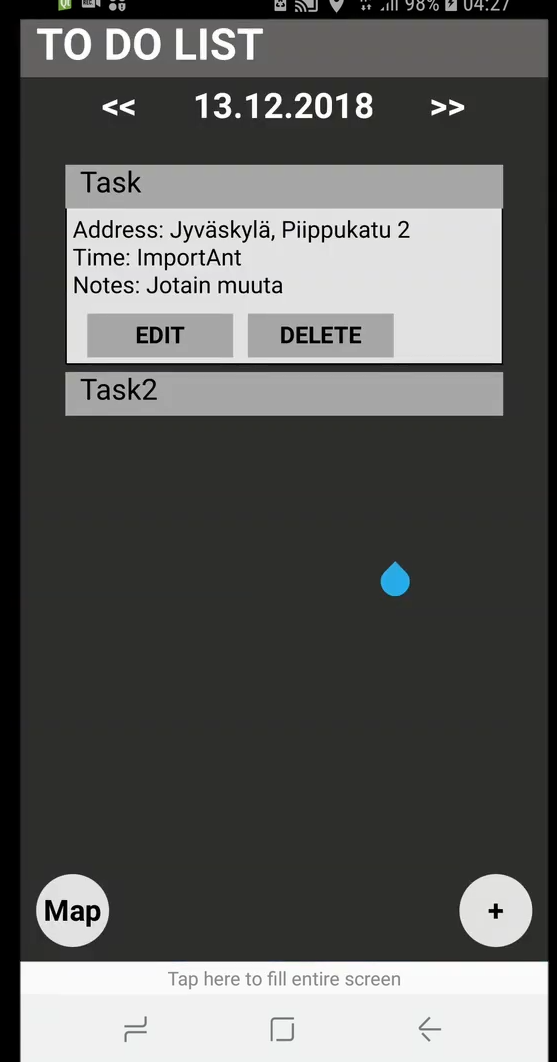 98% 04:27
TO DO LIST
<< 13.12.2018 >>
Task
Address: Jyväskylä, Piippukatu 2
Time: ImportAnt
Notes: Jotain muuta
EDIT DELETE
Task2
Map +
Tap here to fill entire screen